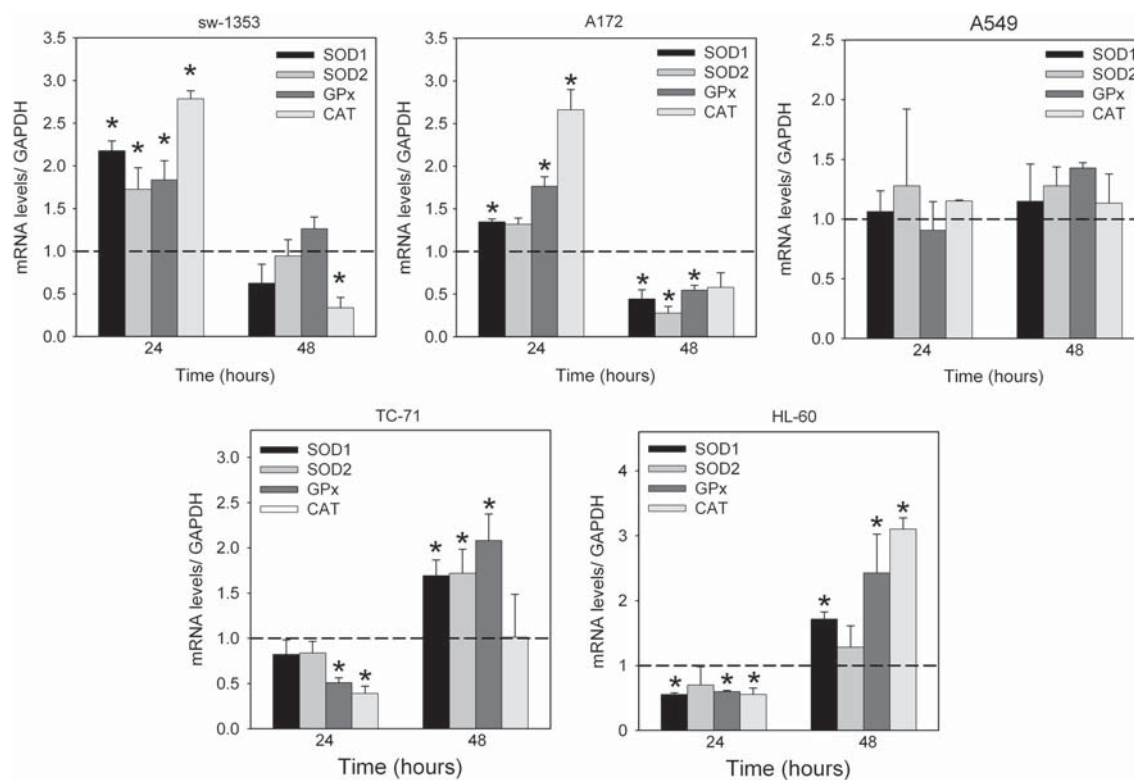 sw-1353
mRNA levels/ GAPDH
3.5
3.0
2.5
2.0
1.5
1.0
0.5
0.0
SOD1
SOD2
GPx
CAT
*
*
*
*
*
24
48
Time (hours)
A172
mRNA levels/ GAPDH
3.5
3.0
2.5
2.0
1.5
1.0
0.5
0.0
SOD1
SOD2
GPx
CAT
*
*
*
*
*
*
24
48
Time (hours)
A549
mRNA levels/ GAPDH
2.5
2.0
1.5
1.0
0.5
0.0
SOD1
SOD2
GPx
CAT
24
48
Time (hours)
TC-71
mRNA levels/ GAPDH
3.0
2.5
2.0
1.5
1.0
0.5
0.0
SOD1
SOD2
GPx
CAT
*
*
*
*
*
24
48
Time (hours)
HL-60
mRNA levels/ GAPDH
4
3
2
1
0
SOD1
SOD2
GPx
CAT
*
*
*
*
*
*
24
48
Time (hours)